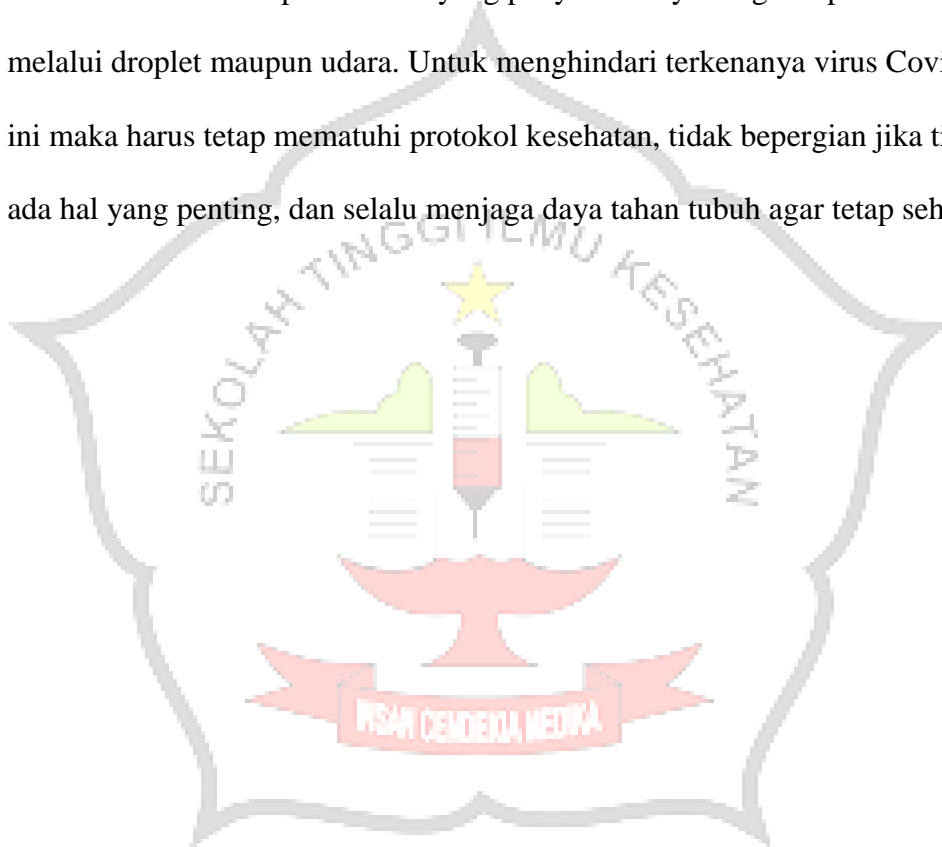 melalui droplet maupun udara. Untuk menghindari terkenanya virus Covi
ini maka harus tetap mematuhi protokol kesehatan, tidak bepergian jika ti
ada hal yang penting, dan selalu menjaga daya tahan tubuh agar tetap seh
SEKOLAH TINGGI ILMU KESEHATAN
INSAN CENDEKIA MEDIKA